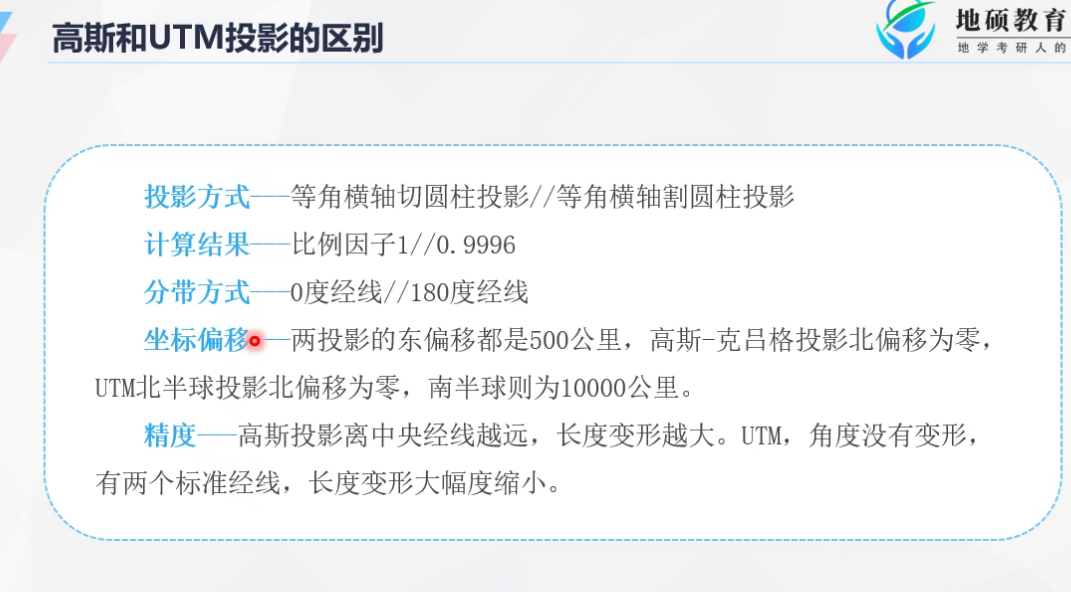 高斯和UTM投影的区别
地硕教育
地学考研人的
投影方式---等角横轴切圆柱投影//等角横轴割圆柱投影
计算结果---比例因子1//0.9996
分带方式---0度经线//180度经线
坐标偏移---两投影的东偏移都是500公里，高斯-克吕格投影北偏移为零，
UTM北半球投影北偏移为零，南半球则为10000公里。
精度---高斯投影离中央经线越远，长度变形越大。UTM，角度没有变形，
有两个标准经线，长度变形大幅度缩小。